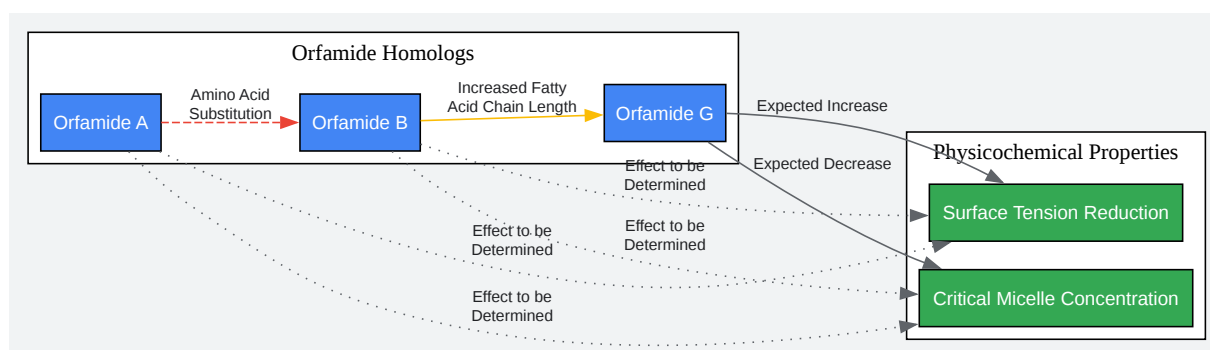 Orfamide Homologs
Orfamide A
Amino Acid
Substitution
Orfamide B
Increased Fatty
Acid Chain Length
Orfamide G
Expected Increase
Expected Decrease
Physicochemical Properties
Surface Tension Reduction
Critical Micelle Concentration
Effect to be
Determined
Effect to be
Determined
Effect to be
Determined
Effect to be
Determined